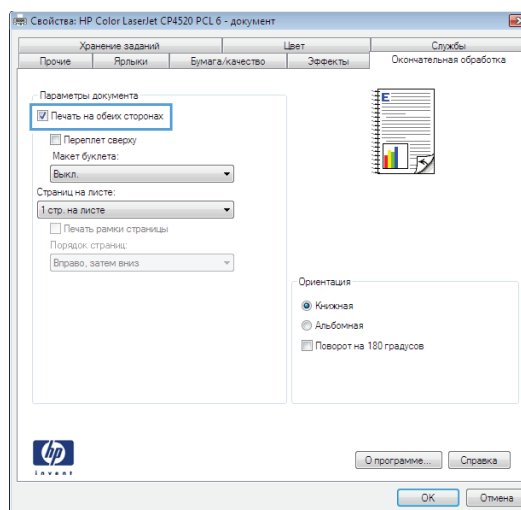 Свойства: HP Color LaserJet CP4520 PCL 6 - документ
Хранение заданий Цвет Службы
Прочие Ярлыки Бумага/качество Эффекты Окончательная обработка
Параметры документа
Печать на обеих сторонах
Переплет сверху
Макет буклета:
Выкл.
Страниц на листе:
1 стр. на листе
Печать рамки страницы
Порядок страниц:
Вправо, затем вниз
E
Ориентация
Книжная
Альбомная
Поворот на 180 градусов
hp
invent
О программе... Справка
OK Отмена